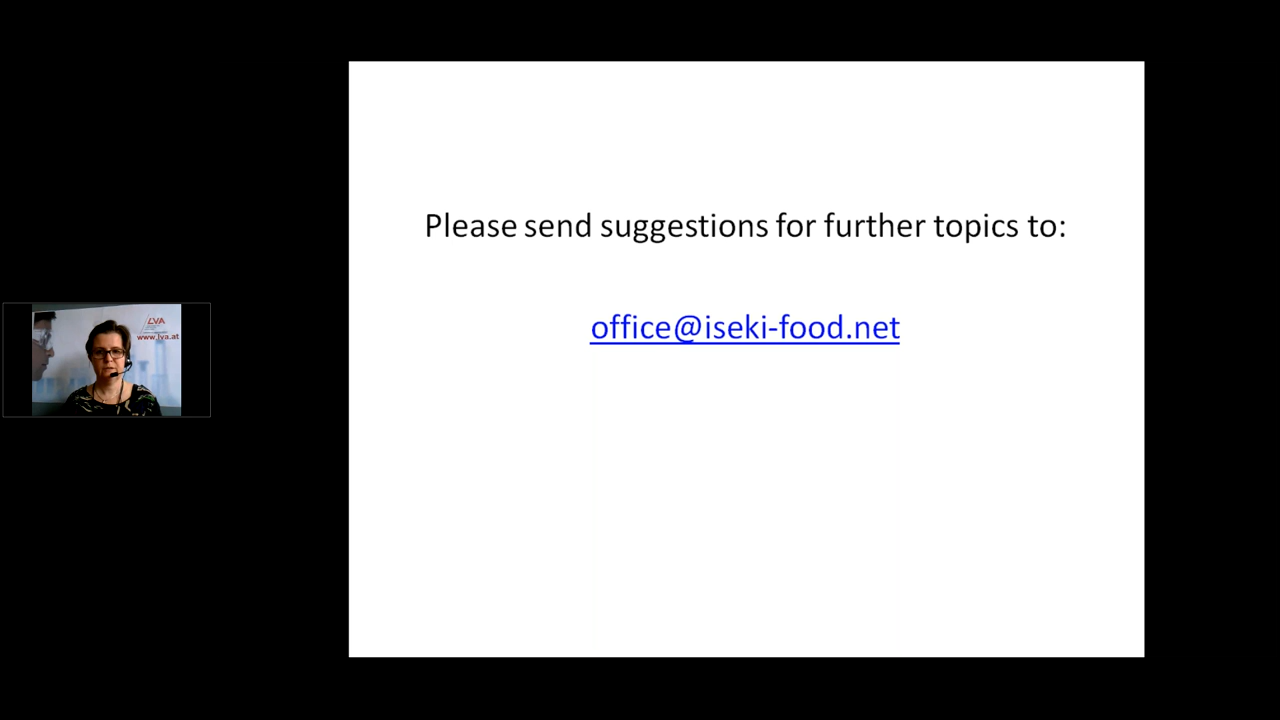 Please send suggestions for further topics to:
office@iseki-food.net
LVA
www.lva.at